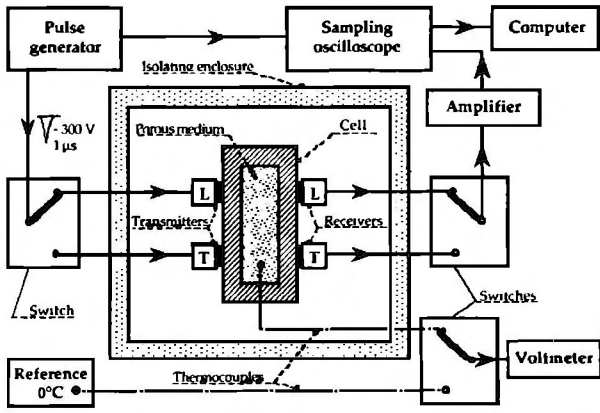 Pulse
generator
Sampling
oscilloscope
Computer
Isolating enclosure
Amplifier
- 300 V
1 µs
Porous medium
Cell
L
L
Transmitters
Receivers
T
T
Switch
Switches
Voltmeter
Reference
0°C
Thermocouples